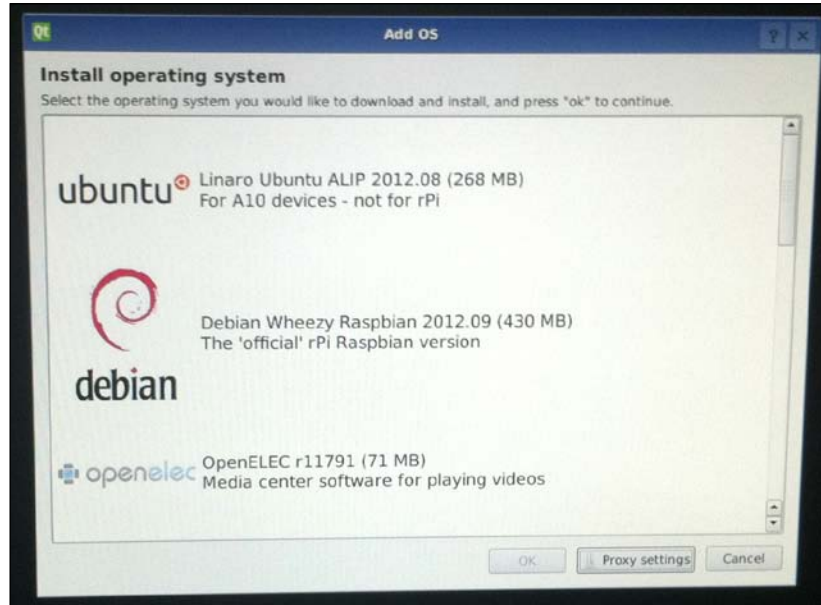 Qt
Add OS
? ×
Install operating system
Select the operating system you would like to download and install, and press "ok" to continue.
ubuntu
Linaro Ubuntu ALIP 2012.08 (268 MB)
For A10 devices - not for rPi
debian
Debian Wheezy Raspbian 2012.09 (430 MB)
The 'official' rPi Raspbian version
openelec
OpenELEC r11791 (71 MB)
Media center software for playing videos
OK
Proxy settings
Cancel